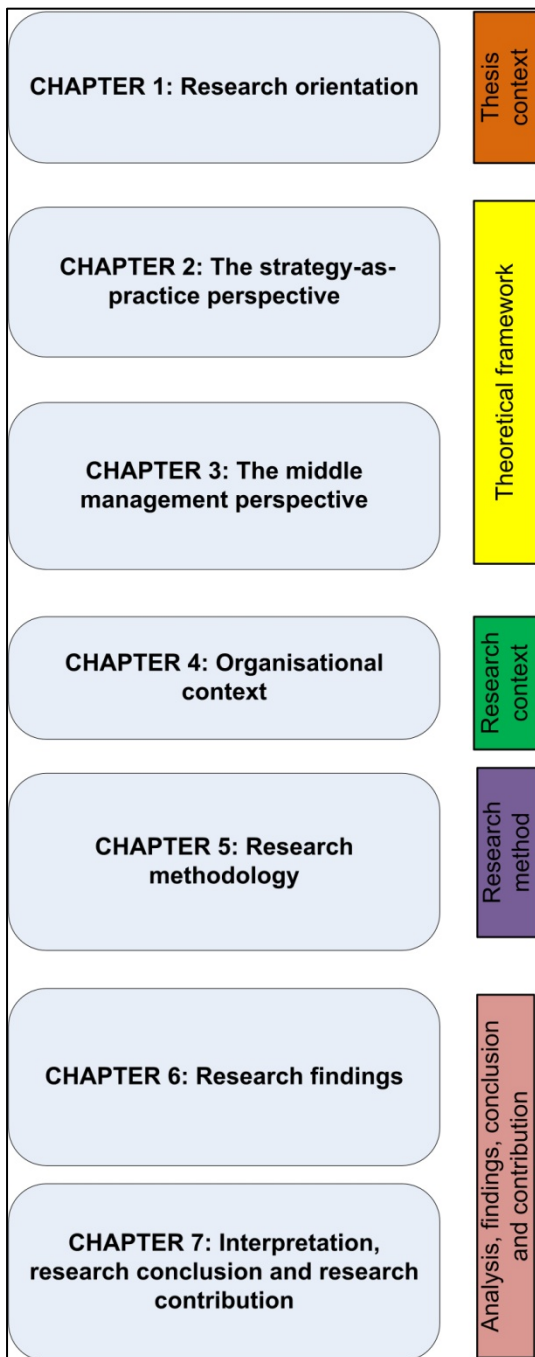 CHAPTER 1: Research orientation
Thesis
context
CHAPTER 2: The strategy-as-
practice perspective
Theoretical framework
CHAPTER 3: The middle
management perspective
CHAPTER 4: Organisational
context
Research
context
CHAPTER 5: Research
methodology
Research
method
CHAPTER 6: Research findings
Analysis, findings, conclusion
and contribution
CHAPTER 7: Interpretation,
research conclusion and research
contribution